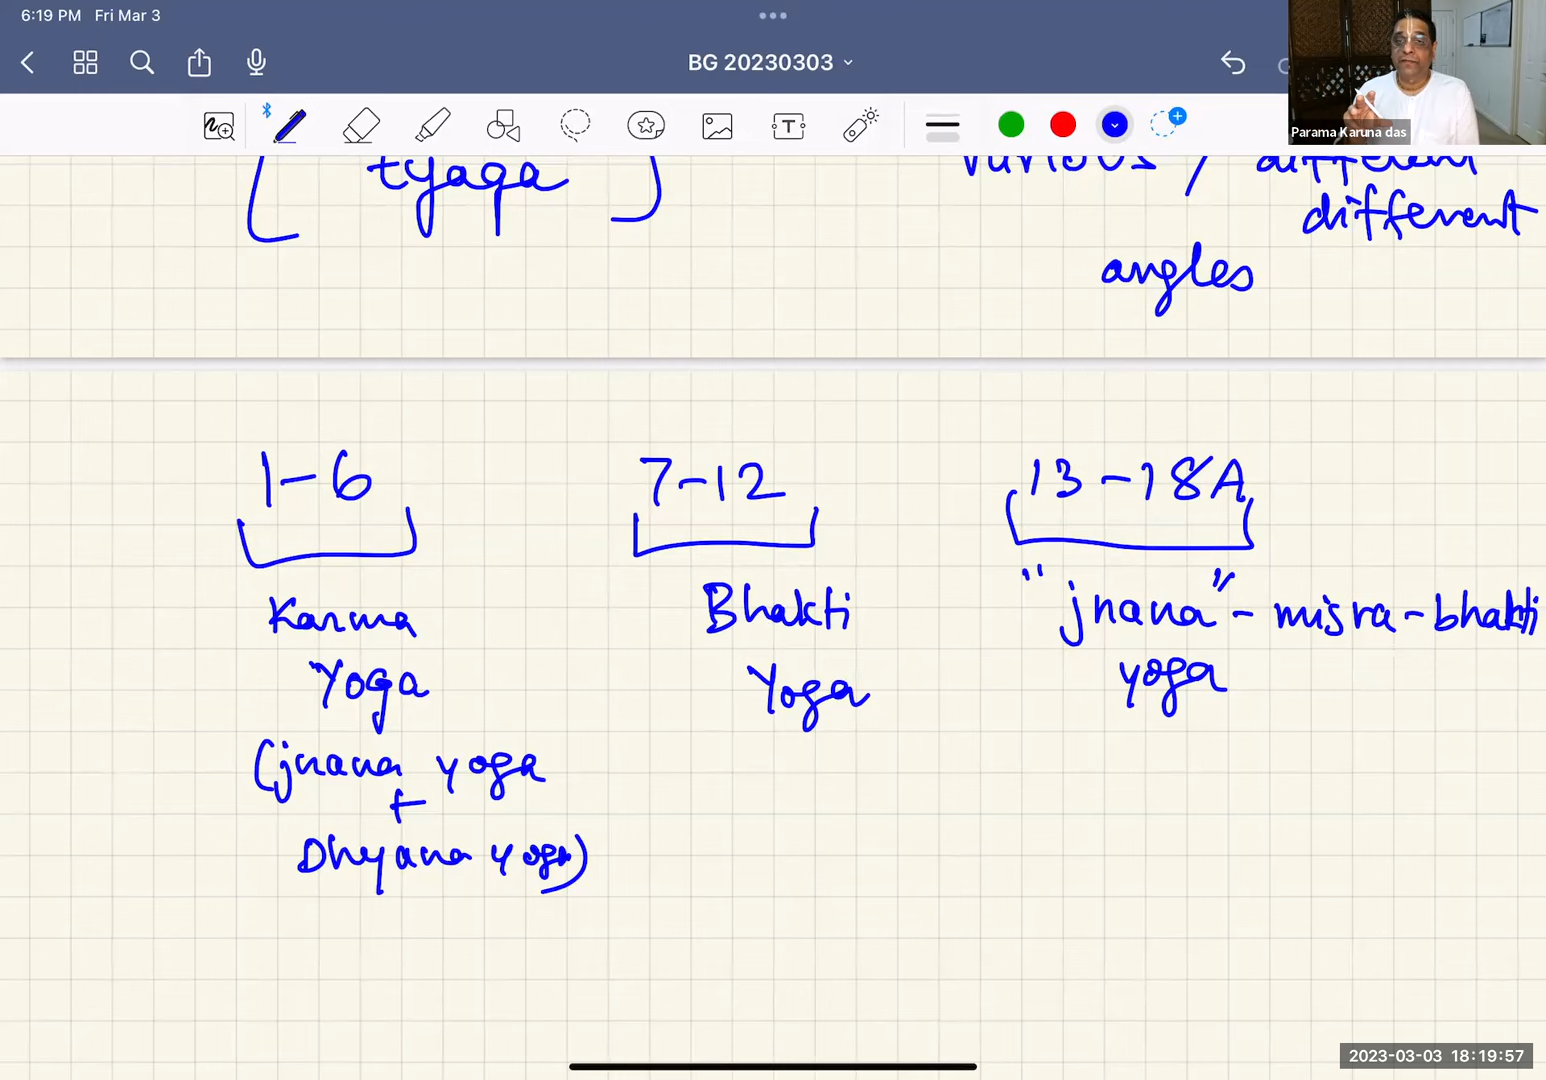 6:19 PM Fri Mar 3
BG 20230303
T
Parama Karuna das
tyaga
various / different
different
angles
1-6
7-12
13-18A
Karma
Yoga
(jnana yoga
+
Dhyana yoga)
Bhakti
Yoga
"jnana"-misra-bhakti
yoga
2023-03-03 18:19:57